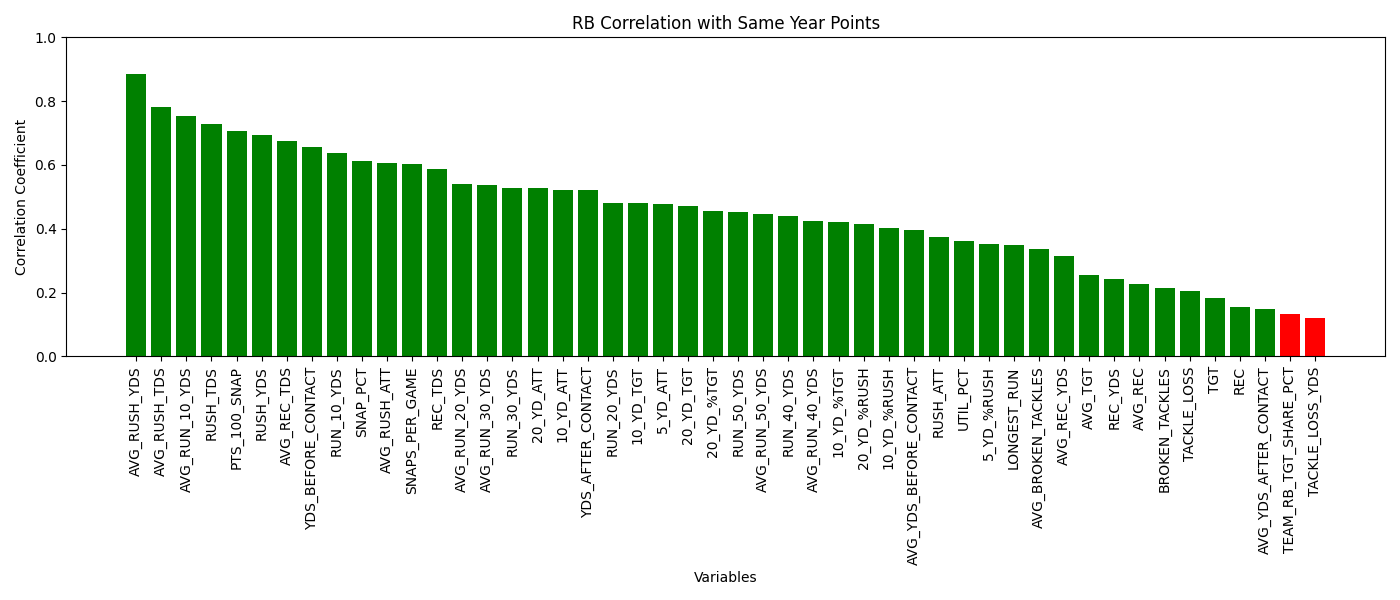 RB Correlation with Same Year Points
Correlation Coefficient
1.0
0.8
0.6
0.4
0.2
0.0
AVG_RUSH_YDS
AVG_RUSH_TDS
AVG_RUN_10_YDS
RUSH_TDS
PTS_100_SNAP
RUSH_YDS
AVG_REC_TDS
YDS_BEFORE_CONTACT
RUN_10_YDS
SNAP_PCT
AVG_RUSH_ATT
SNAPS_PER_GAME
REC_TDS
AVG_RUN_20_YDS
AVG_RUN_30_YDS
RUN_30_YDS
20_YD_ATT
10_YD_ATT
YDS_AFTER_CONTACT
RUN_20_YDS
10_YD_TGT
5_YD_ATT
20_YD_TGT
20_YD_%TGT
RUN_50_YDS
AVG_RUN_50_YDS
RUN_40_YDS
AVG_RUN_40_YDS
10_YD_%TGT
20_YD_%RUSH
10_YD_%RUSH
AVG_YDS_BEFORE_CONTACT
RUSH_ATT
UTIL_PCT
5_YD_%RUSH
LONGEST_RUN
AVG_BROKEN_TACKLES
AVG_REC_YDS
AVG_TGT
REC_YDS
AVG_REC
BROKEN_TACKLES
TACKLE_LOSS
TGT
REC
AVG_YDS_AFTER_CONTACT
TEAM_RB_TGT_SHARE_PCT
TACKLE_LOSS_YDS
Variables